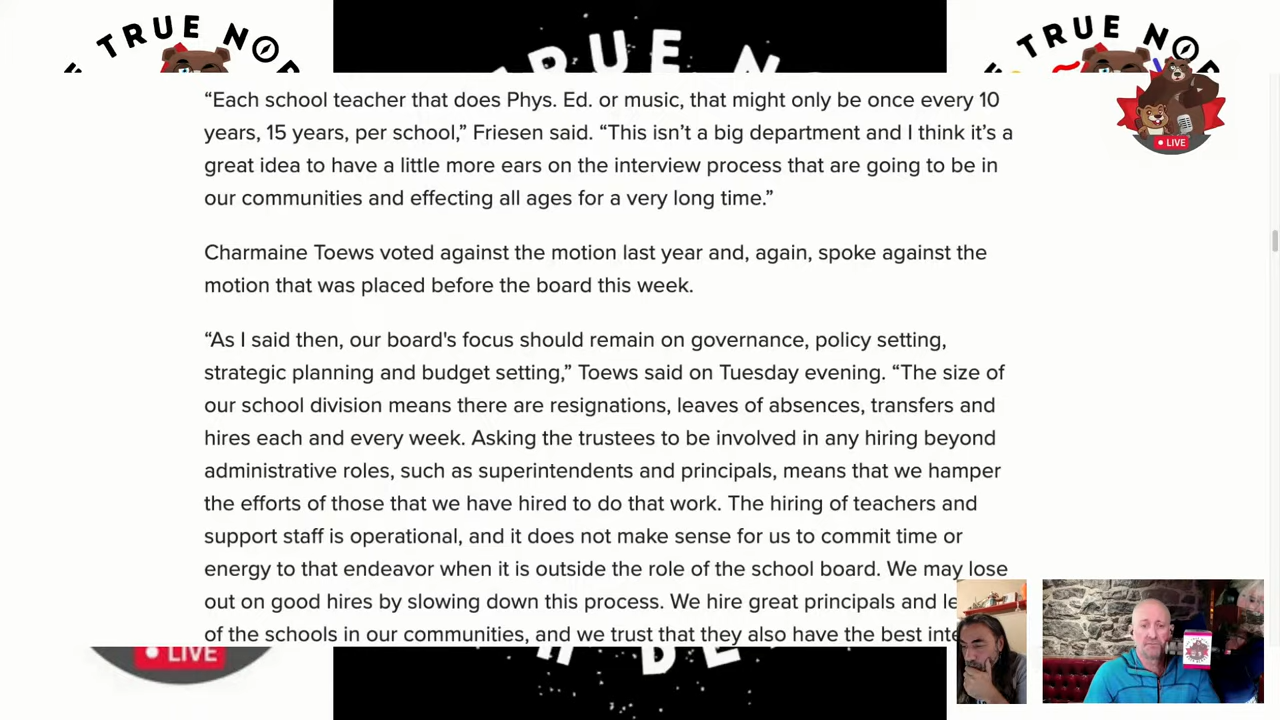 TRUE NO
TRUE N
TRUE NO
LIVE
“Each school teacher that does Phys. Ed. or music, that might only be once every 10
years, 15 years, per school,” Friesen said. “This isn’t a big department and I think it’s a
great idea to have a little more ears on the interview process that are going to be in
our communities and effecting all ages for a very long time.”
Charmaine Toews voted against the motion last year and, again, spoke against the
motion that was placed before the board this week.
“As I said then, our board's focus should remain on governance, policy setting,
strategic planning and budget setting,” Toews said on Tuesday evening. “The size of
our school division means there are resignations, leaves of absences, transfers and
hires each and every week. Asking the trustees to be involved in any hiring beyond
administrative roles, such as superintendents and principals, means that we hamper
the efforts of those that we have hired to do that work. The hiring of teachers and
support staff is operational, and it does not make sense for us to commit time or
energy to that endeavor when it is outside the role of the school board. We may lose
out on good hires by slowing down this process. We hire great principals and le
of the schools in our communities, and we trust that they also have the best inte
LIVE